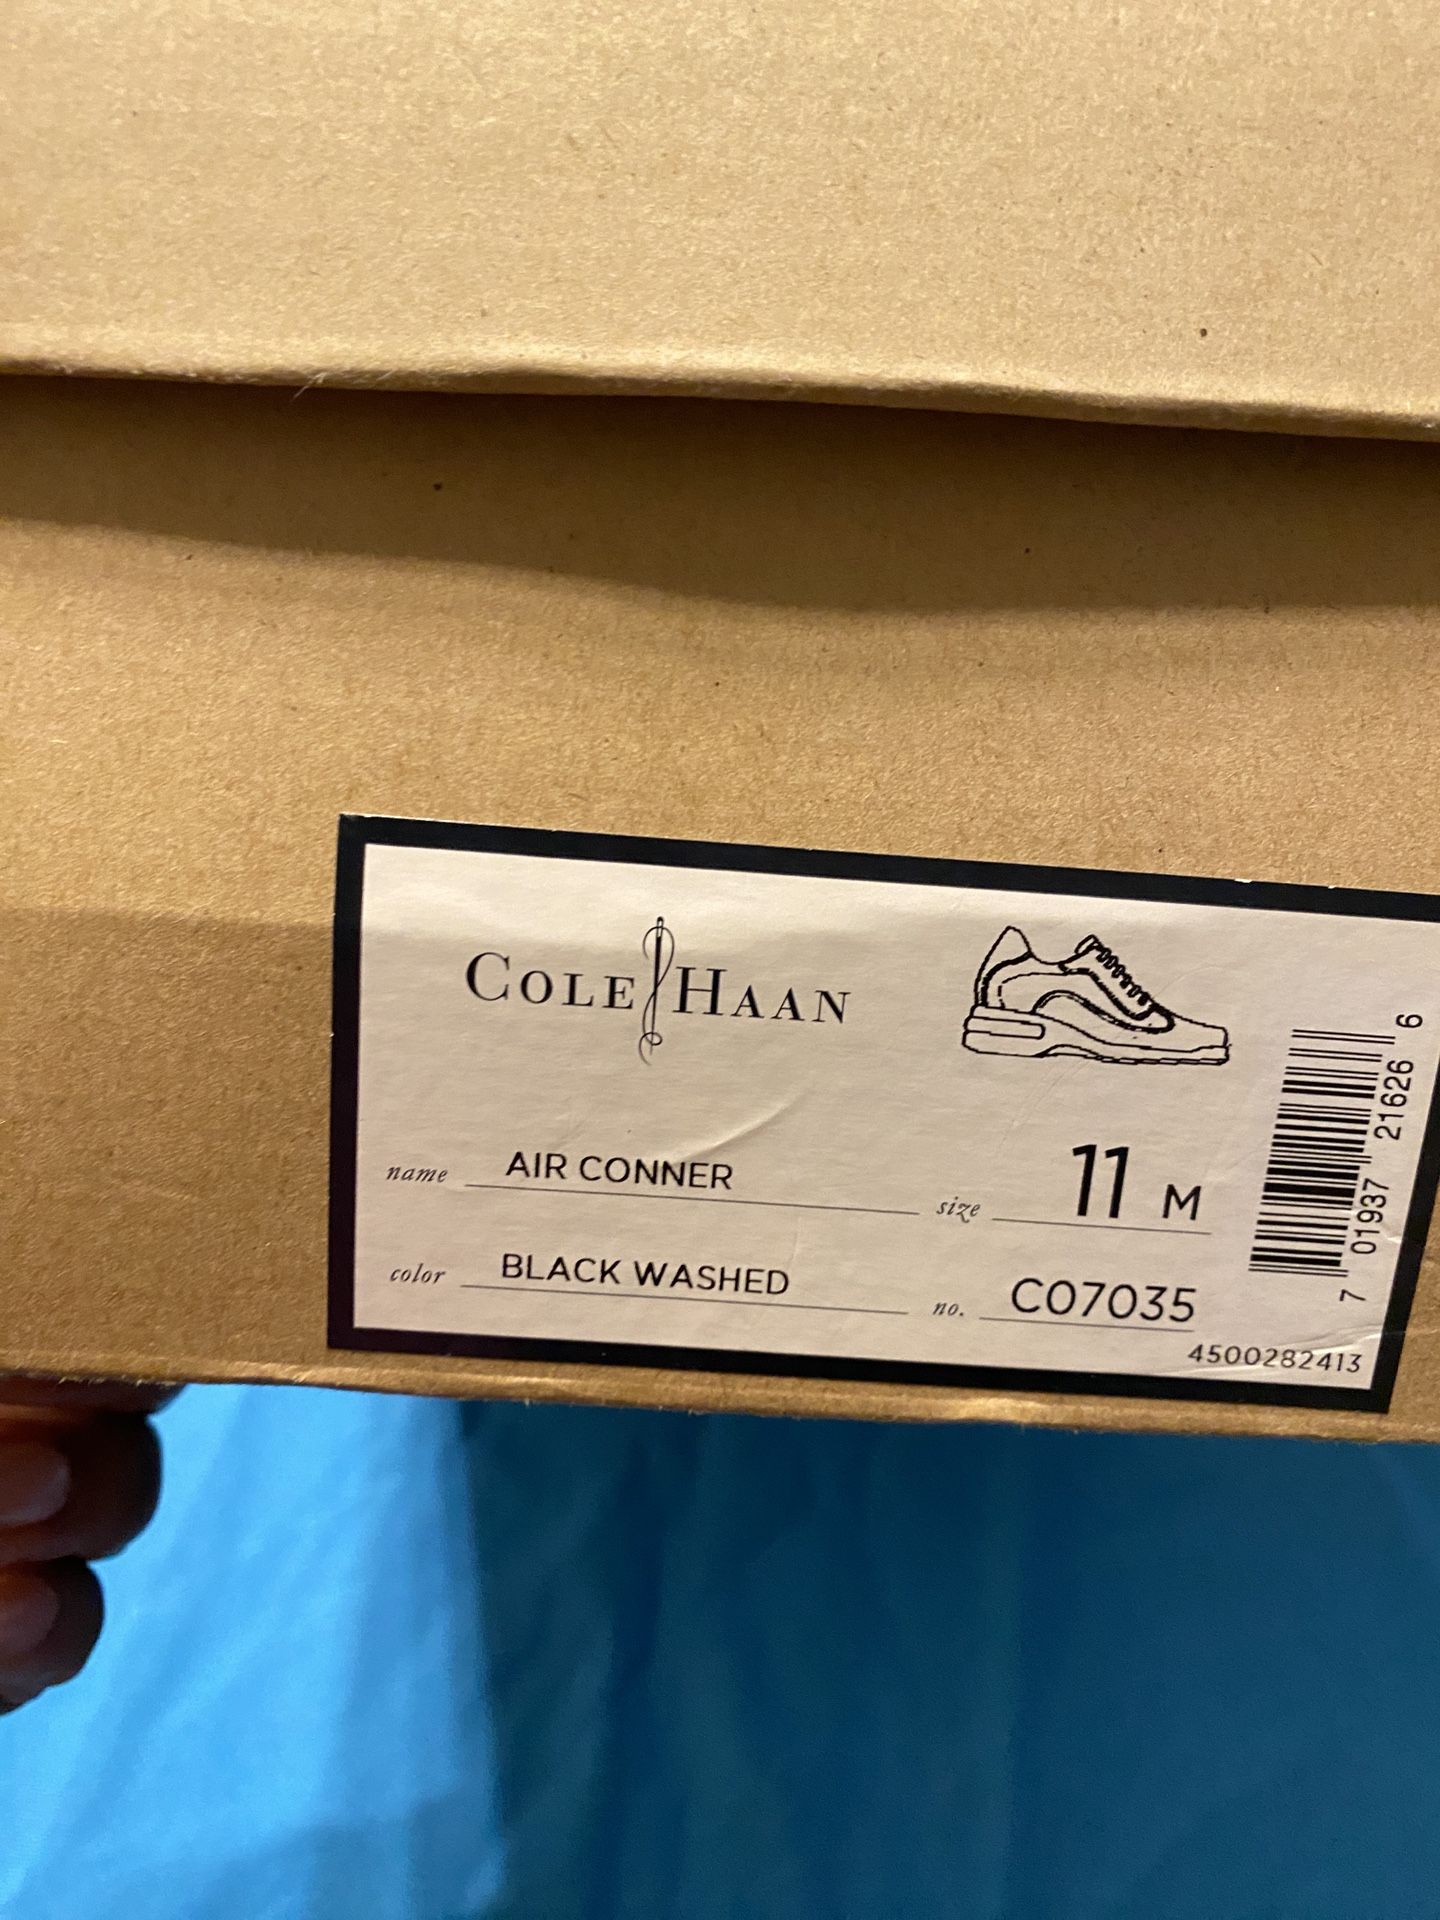 COLE HAAN
name AIR CONNER
size 11 M
color BLACK WASHED
no. C07035
4500282413
7 01937 21626 6